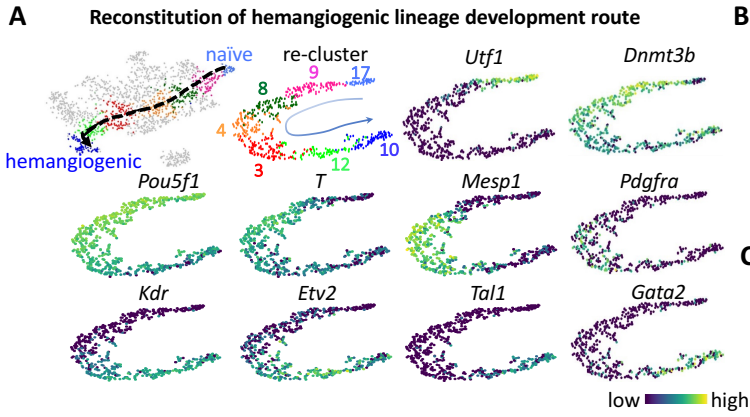 A
Reconstitution of hemangiogenic lineage development route
B
naïve
hemangiogenic
re-cluster
9
17
8
4
3
12
10
Utf1
Dnmt3b
Pou5f1
T
Mesp1
Pdgfra
C
Kdr
Etv2
Tal1
Gata2
low
high